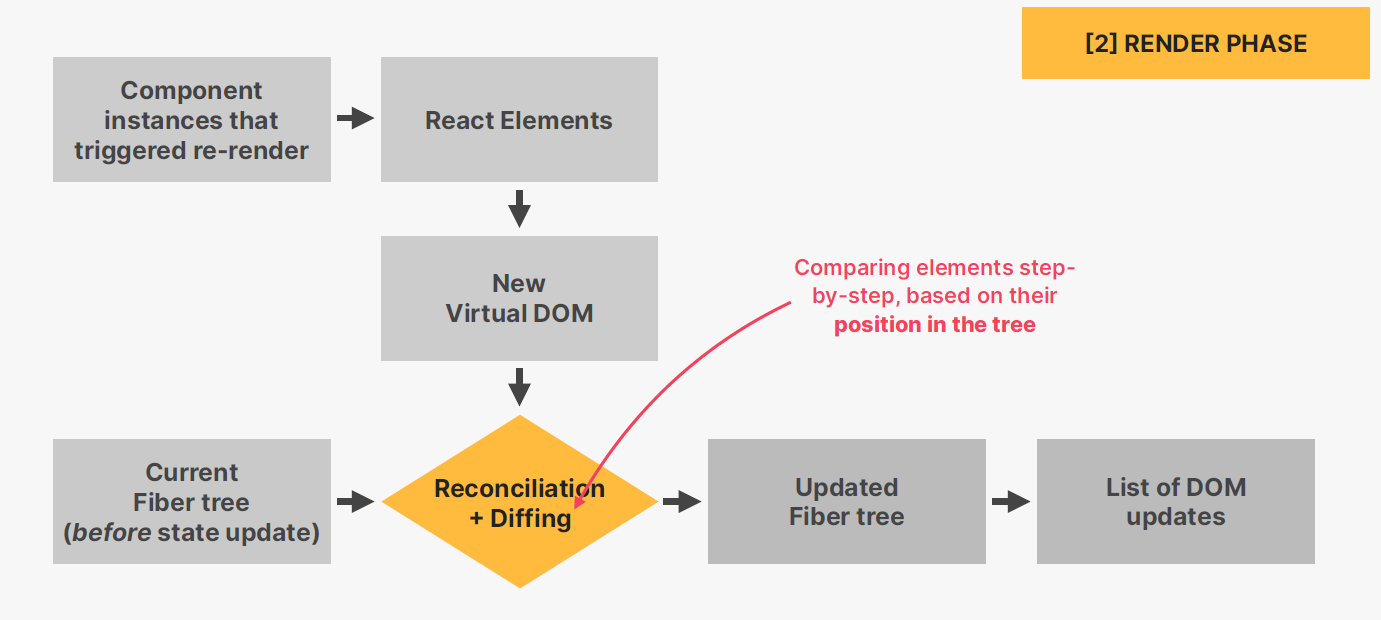 [2] RENDER PHASE
Component
instances that
triggered re-render
React Elements
New
Virtual DOM
Comparing elements step-
by-step, based on their
position in the tree
Current
Fiber tree
(before state update)
Reconciliation
+ Diffing
Updated
Fiber tree
List of DOM
updates